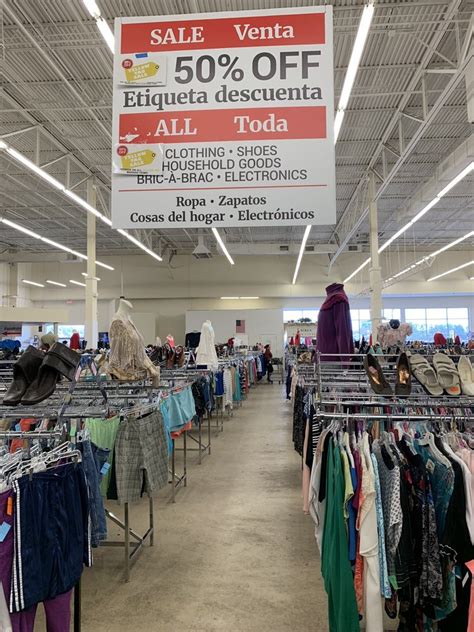 SALE Venta
50% OFF
Etiqueta descuenta
ALL Toda
CLOTHING • SHOES
HOUSEHOLD GOODS
BRIC-À-BRAC • ELECTRONICS
Ropa • Zapatos
Cosas del hogar • Electrónicos